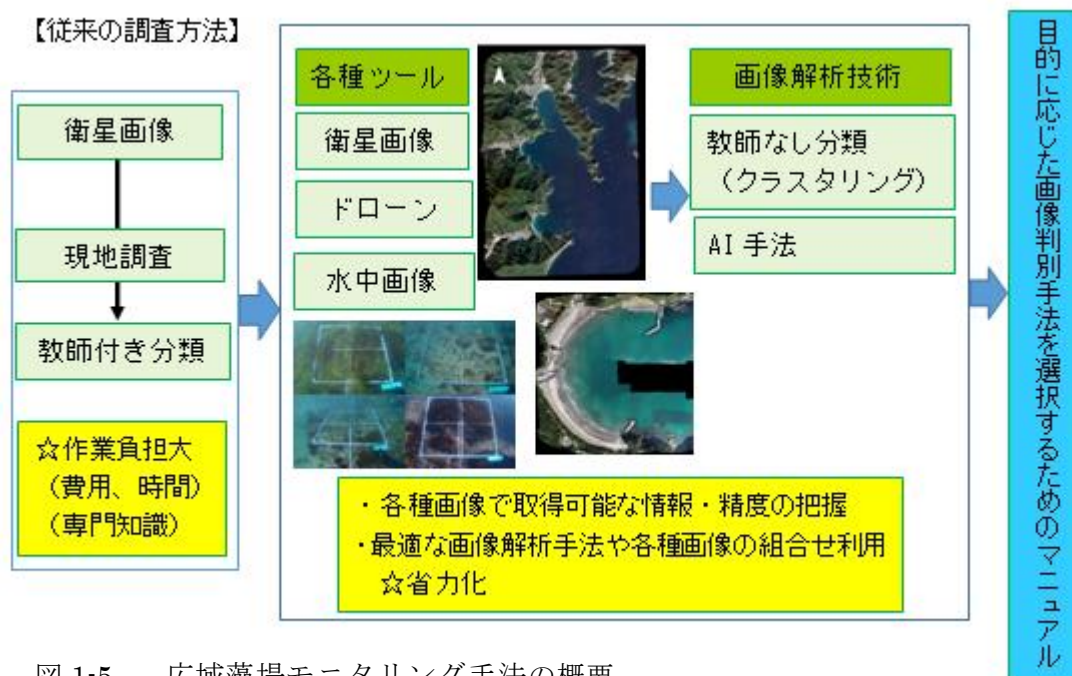 【従来の調査方法】
衛星画像
現地調査
教師付き分類
☆作業負担大
（費用、時間）
（専門知識）
各種ツール
衛星画像
ドローン
水中画像
画像解析技術
教師なし分類
（クラスタリング）
AI 手法
・各種画像で取得可能な情報・精度の把握
・最適な画像解析手法や各種画像の組合せ利用
☆省力化
目的に応じた画像判別手法を選択するためのマニュアル
図 1-5 広域藻場モニタリング手法の概要